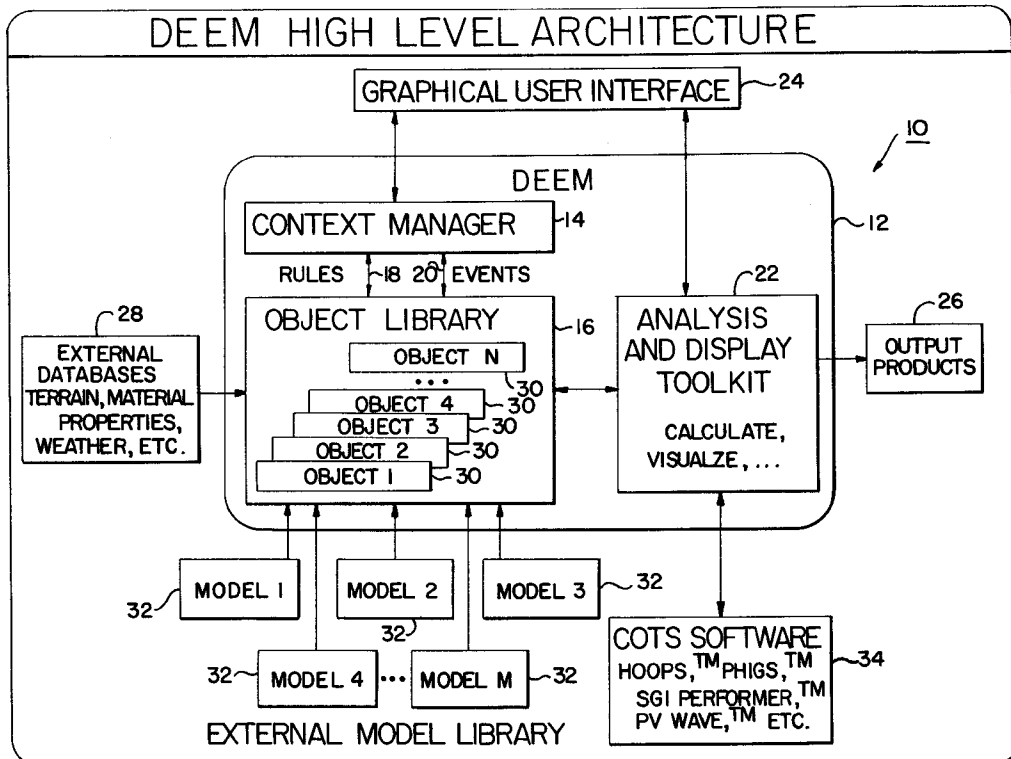 DEEM HIGH LEVEL ARCHITECTURE
GRAPHICAL USER INTERFACE
24
10
DEEM
CONTEXT MANAGER
14
12
RULES
18
20
EVENTS
28
EXTERNAL
DATABASES
TERRAIN, MATERIAL
PROPERTIES,
WEATHER, ETC.
OBJECT LIBRARY
16
OBJECT N
30
•••
OBJECT 4
30
OBJECT 3
30
OBJECT 2
30
OBJECT 1
30
22
ANALYSIS
AND DISPLAY
TOOLKIT
CALCULATE,
VISUALZE, ...
26
OUTPUT
PRODUCTS
MODEL 1
32
MODEL 2
32
MODEL 3
32
32
MODEL 4
•••
MODEL M
32
EXTERNAL MODEL LIBRARY
COTS SOFTWARE
HOOPS,™ PHIGS,™
SGI PERFORMER,™
PV WAVE,™ ETC.
34